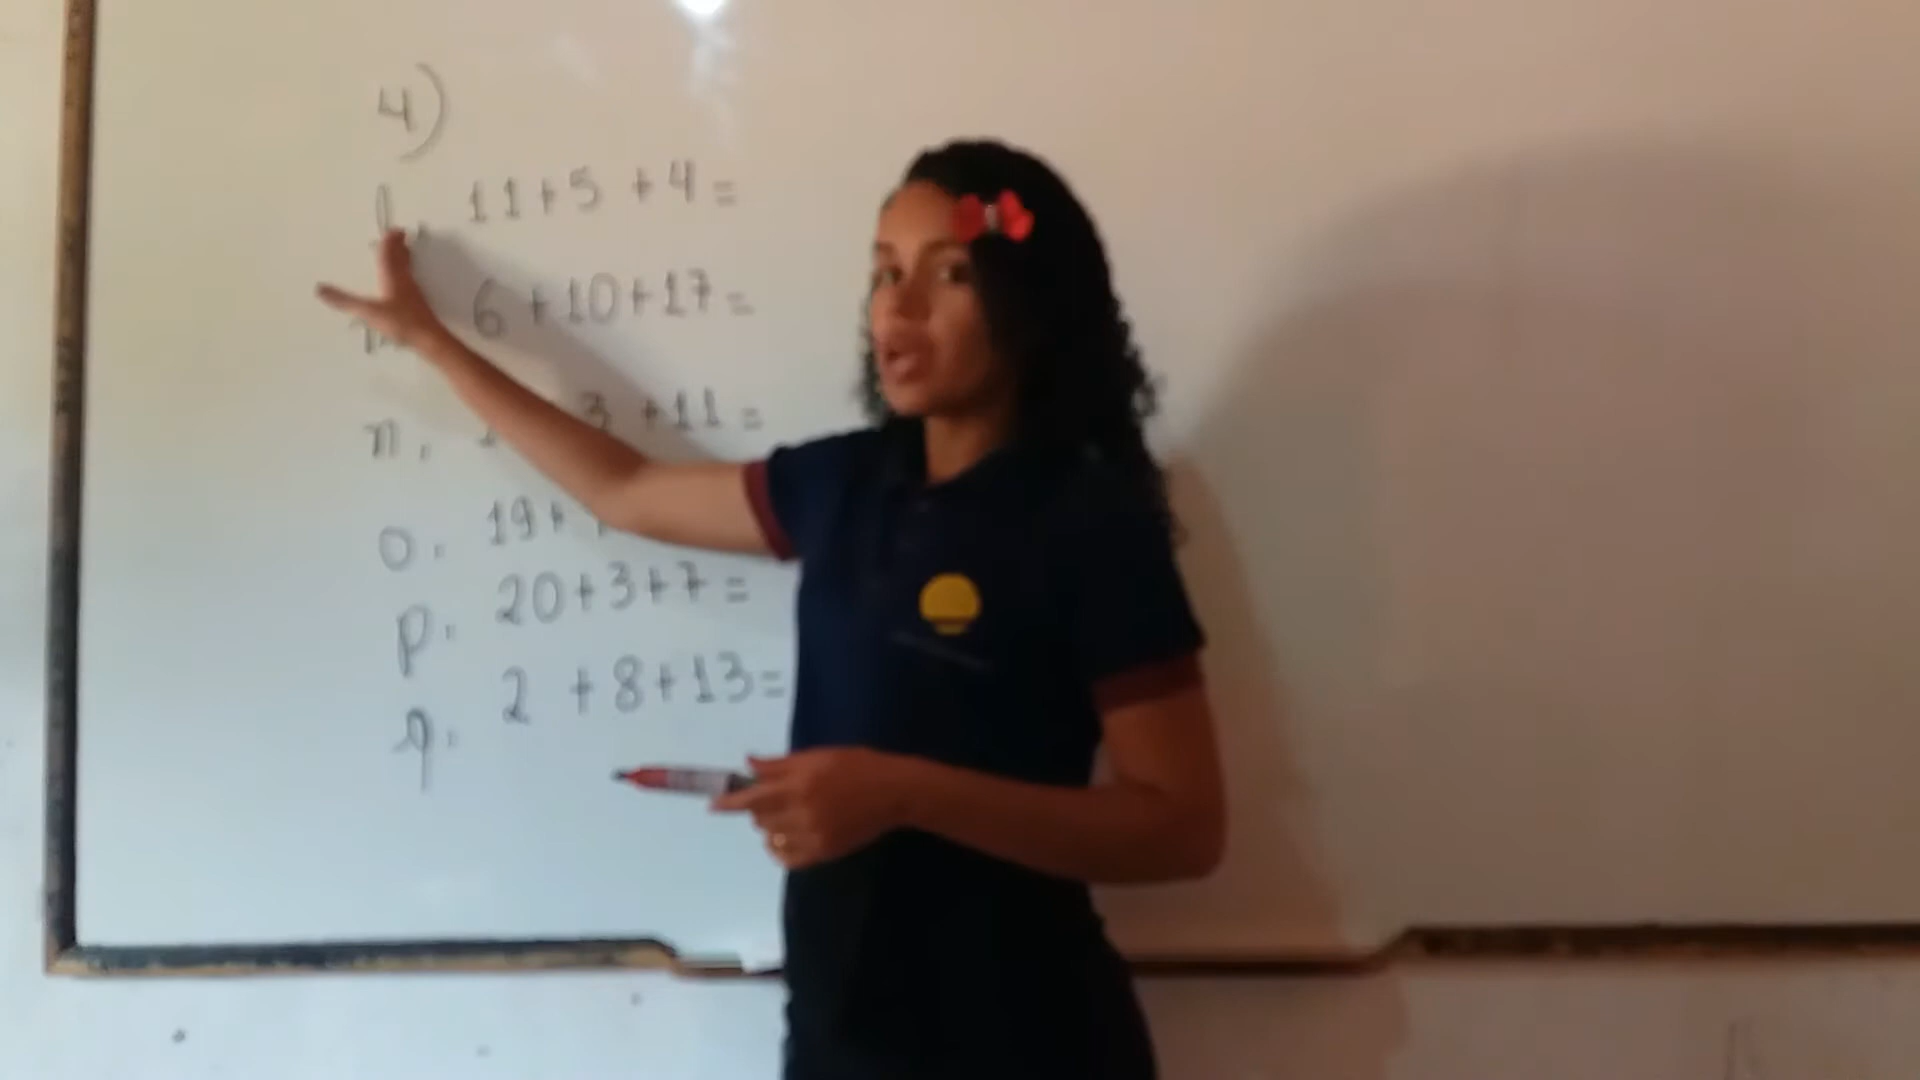 4)
l. 11+5 +4=
6 +10+17=
n. 3 +11=
o. 19+
p. 20+3+7=
q. 2 +8+13=